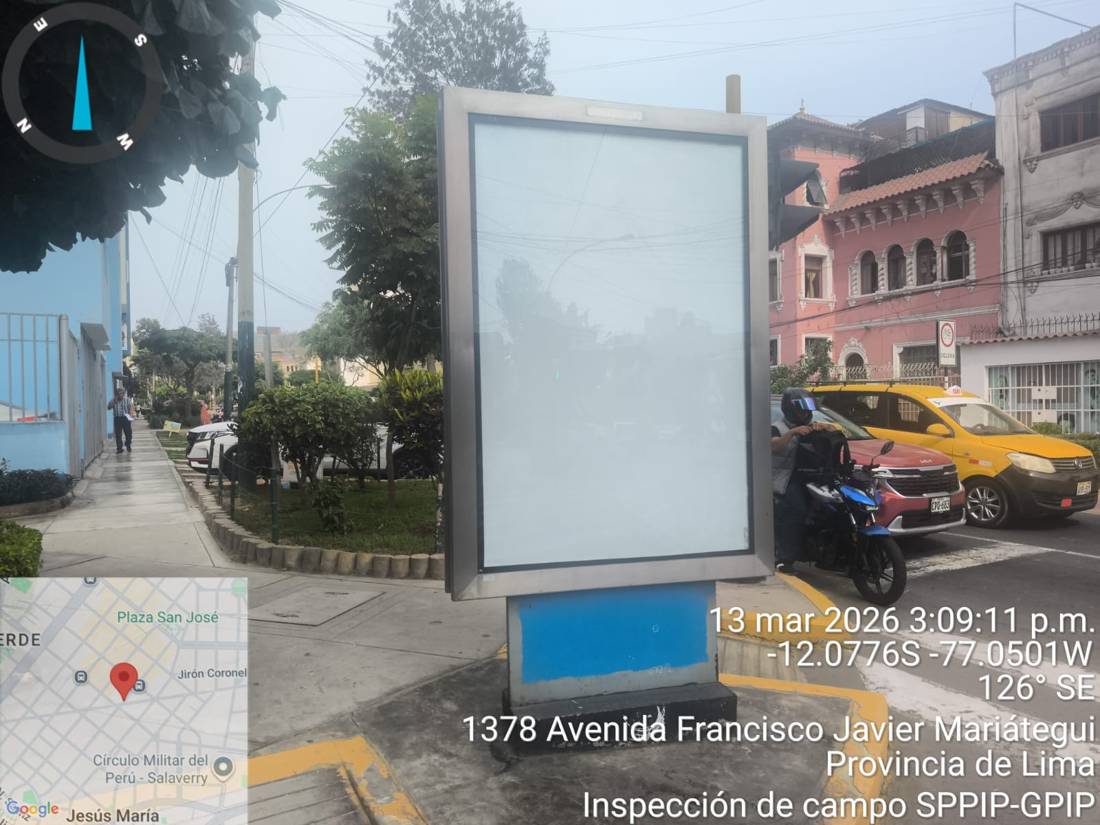 E
S
N
W
Plaza San José
ERDE
Jirón Coronel
Círculo Militar del
Perú - Salaverry
Google
Jesús María
13 mar 2026 3:09:11 p.m.
-12.0776S -77.0501W
126° SE
1378 Avenida Francisco Javier Mariátegui
Provincia de Lima
Inspección de campo SPPIP-GPIP